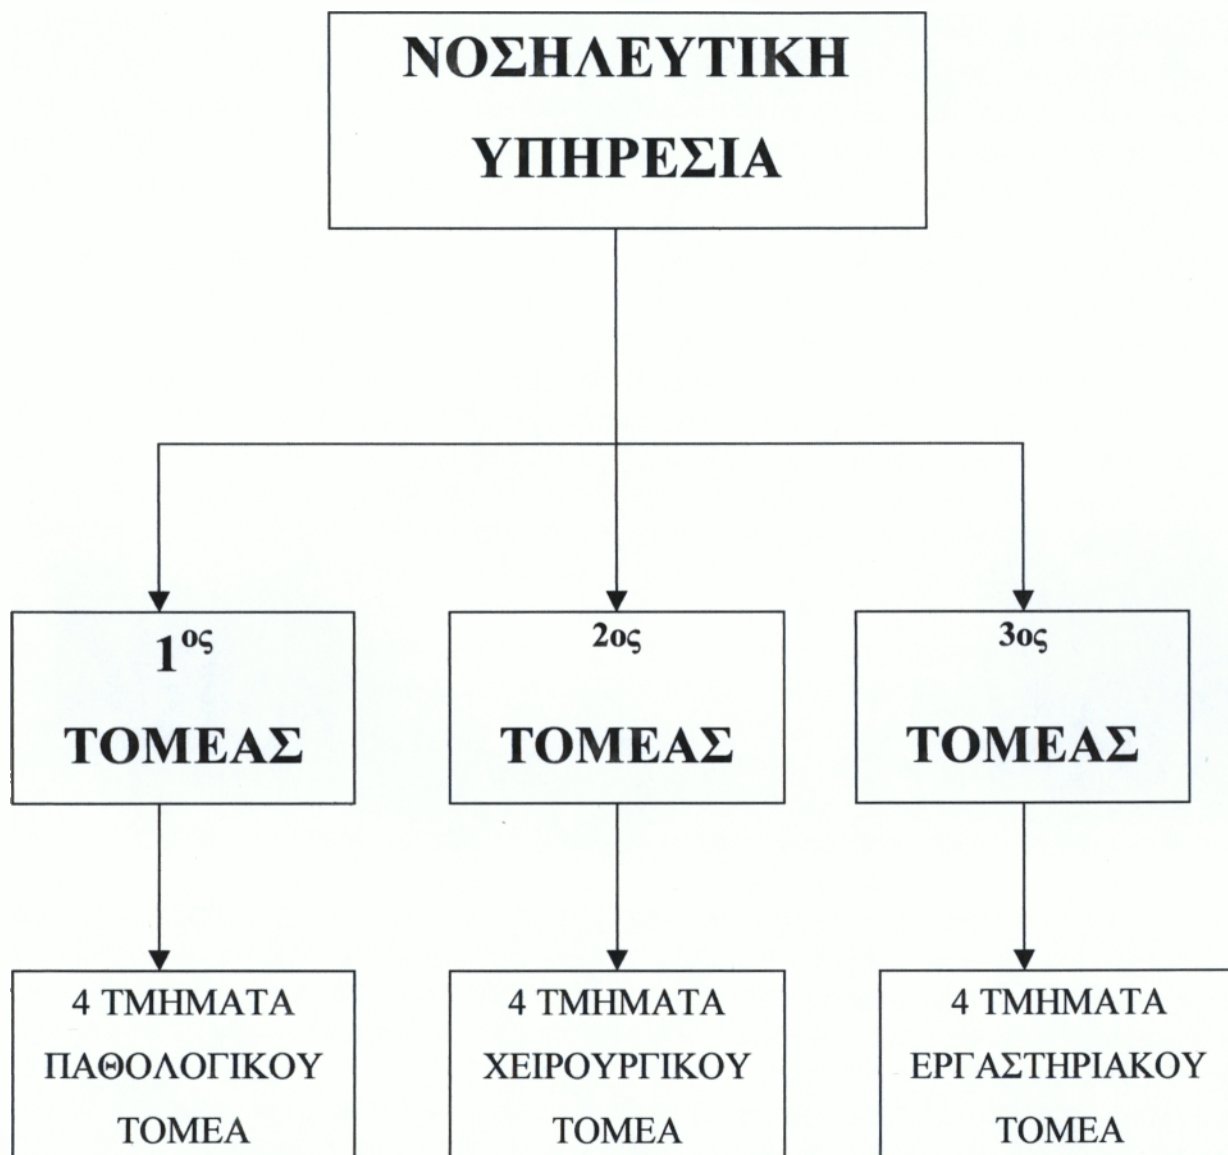 ΝΟΣΗΛΕΥΤΙΚΗ
ΥΠΗΡΕΣΙΑ
1ος
ΤΟΜΕΑΣ
2ος
ΤΟΜΕΑΣ
3ος
ΤΟΜΕΑΣ
4 ΤΜΗΜΑΤΑ
ΠΑΘΟΛΟΓΙΚΟΥ
ΤΟΜΕΑ
4 ΤΜΗΜΑΤΑ
ΧΕΙΡΟΥΡΓΙΚΟΥ
ΤΟΜΕΑ
4 ΤΜΗΜΑΤΑ
ΕΡΓΑΣΤΗΡΙΑΚΟΥ
ΤΟΜΕΑ